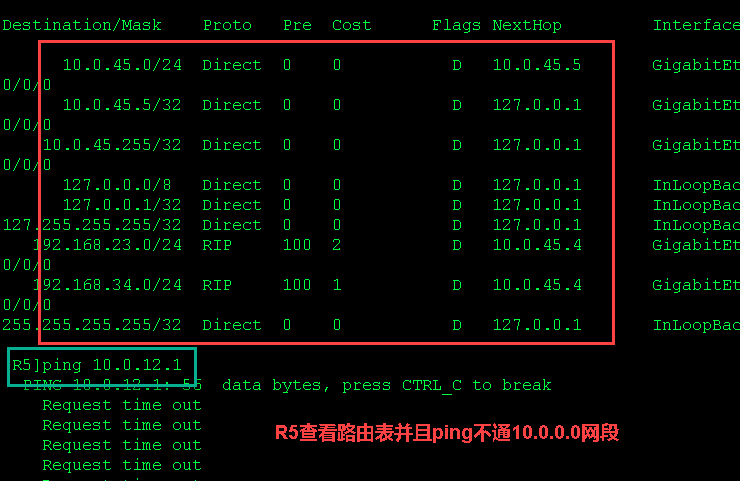 Destination/Mask Proto Pre Cost Flags NextHop Interface
10.0.45.0/24 Direct 0 0 D 10.0.45.5 GigabitEt
0/0/0
10.0.45.5/32 Direct 0 0 D 127.0.0.1 GigabitEt
0/0/0
10.0.45.255/32 Direct 0 0 D 127.0.0.1 GigabitEt
0/0/0
127.0.0.0/8 Direct 0 0 D 127.0.0.1 InLoopBac
127.0.0.1/32 Direct 0 0 D 127.0.0.1 InLoopBac
127.255.255.255/32 Direct 0 0 D 127.0.0.1 InLoopBac
192.168.23.0/24 RIP 100 2 D 10.0.45.4 GigabitEt
0/0/0
192.168.34.0/24 RIP 100 1 D 10.0.45.4 GigabitEt
0/0/0
255.255.255.255/32 Direct 0 0 D 127.0.0.1 InLoopBac
R5]ping 10.0.12.1
PING 10.0.12.1: 56 data bytes, press CTRL_C to break
Request time out
Request time out
Request time out
Request time out
R5查看路由表并且ping不通10.0.0.0网段